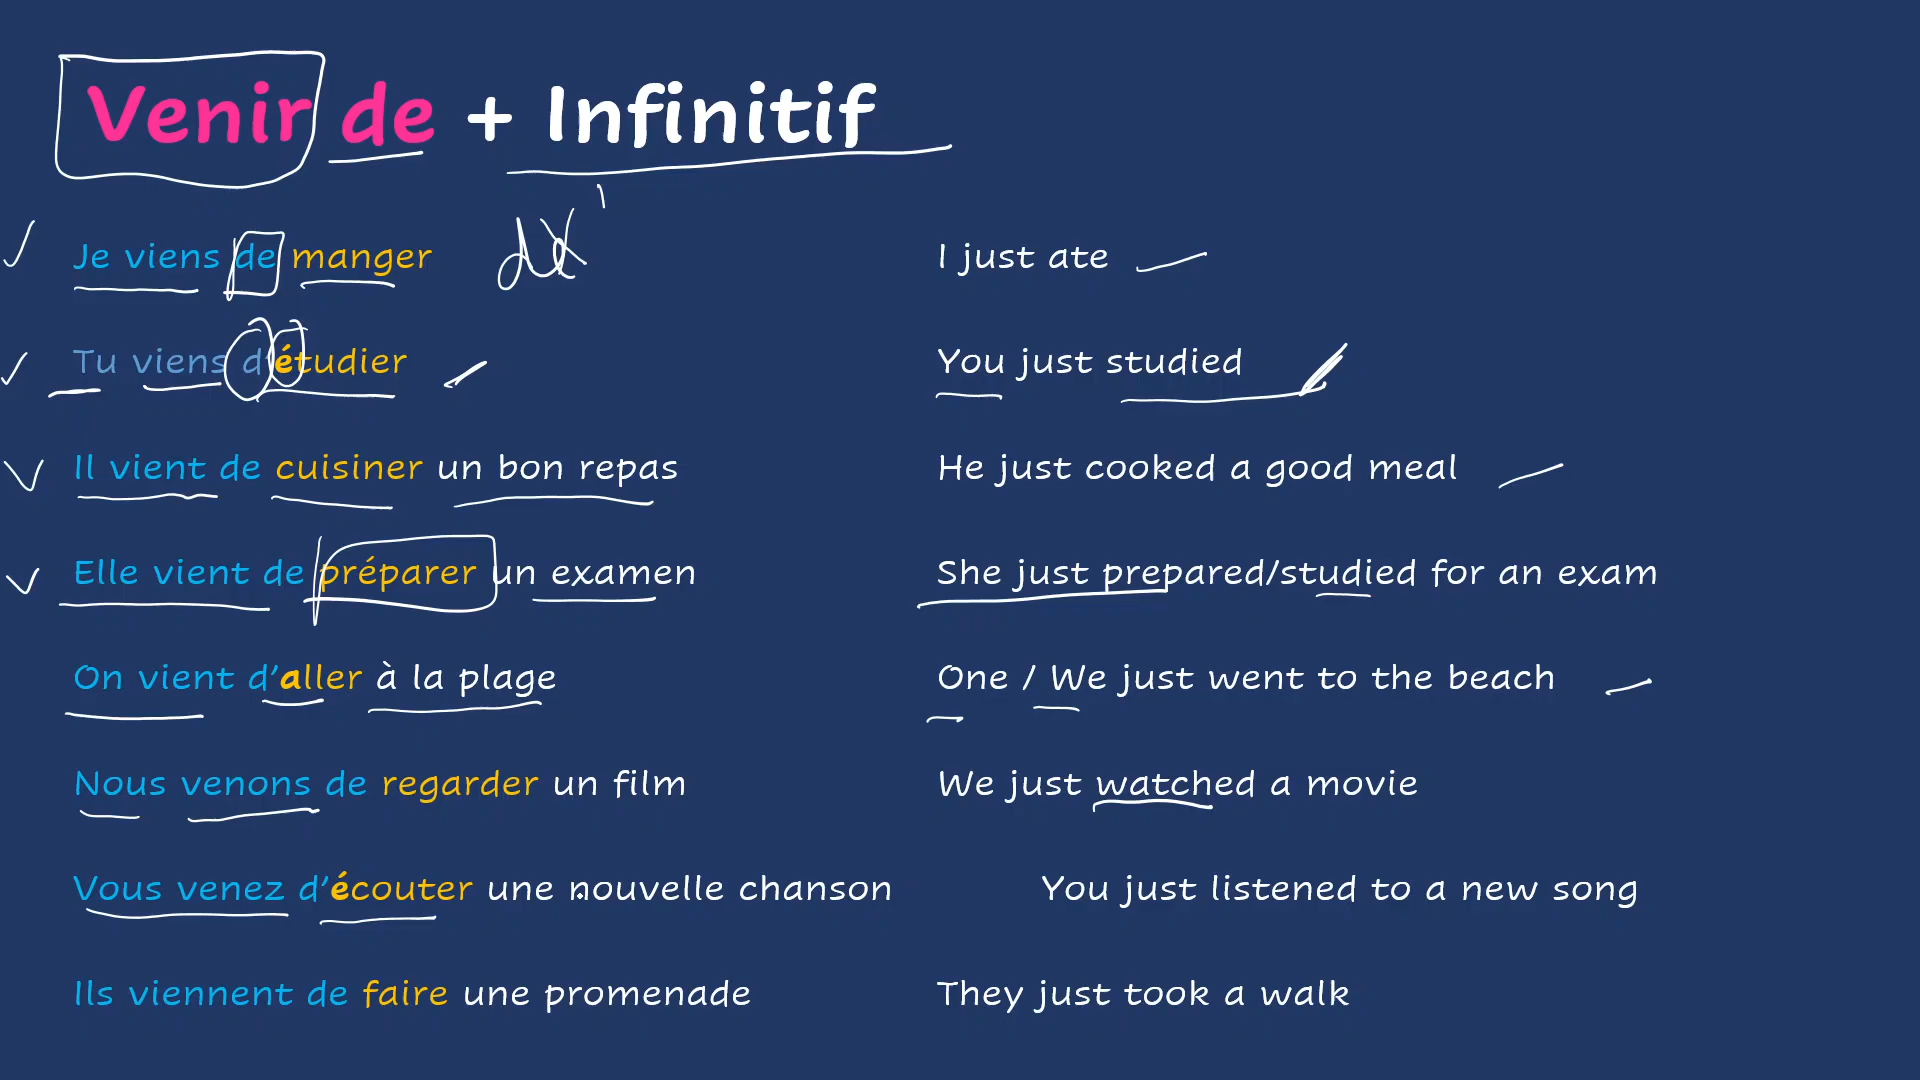 Venir de + Infinitif
Je viens de manger
I just ate
Tu viens d'étudier
You just studied
Il vient de cuisiner un bon repas
He just cooked a good meal
Elle vient de préparer un examen
She just prepared/studied for an exam
On vient d'aller à la plage
One / We just went to the beach
Nous venons de regarder un film
We just watched a movie
Vous venez d'écouter une nouvelle chanson
You just listened to a new song
Ils viennent de faire une promenade
They just took a walk